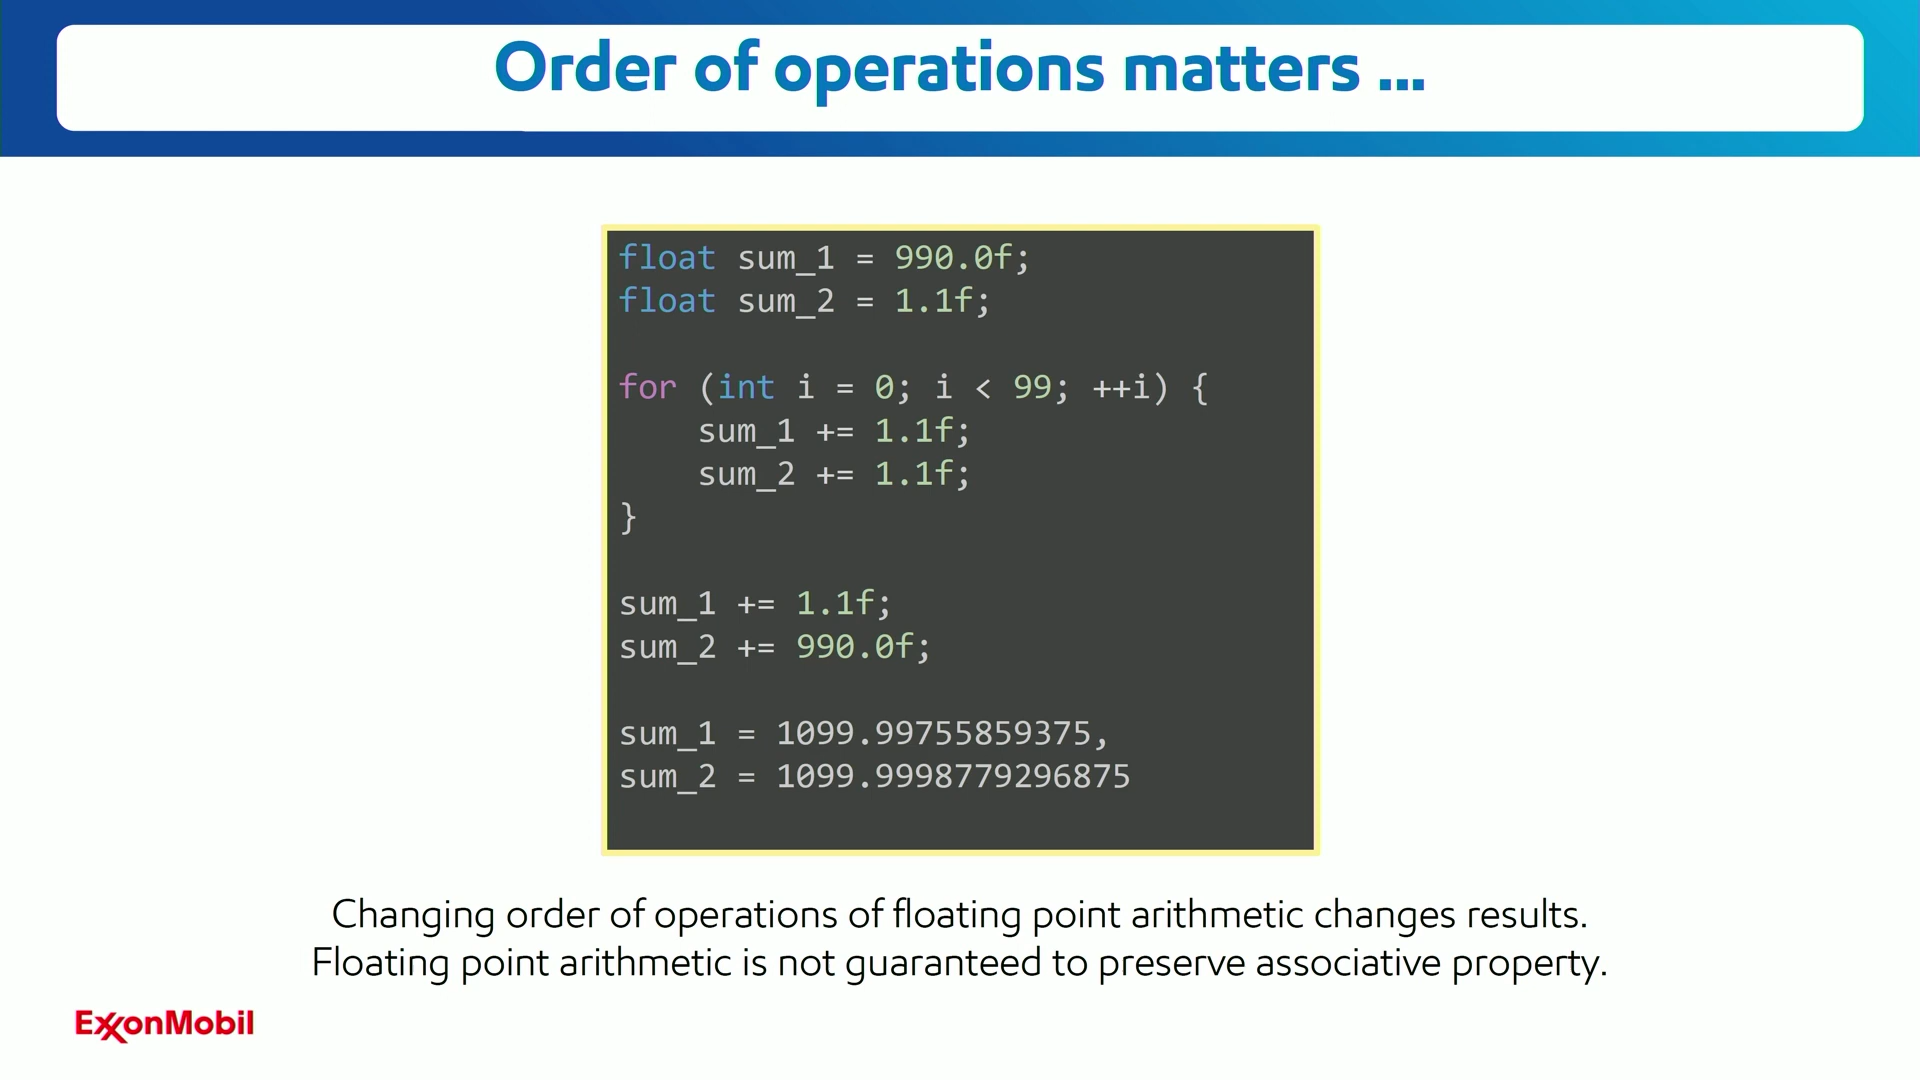 Order of operations matters ...
float sum_1 = 990.0f;
float sum_2 = 1.1f;
for (int i = 0; i < 99; ++i) {
    sum_1 += 1.1f;
    sum_2 += 1.1f;
}
sum_1 += 1.1f;
sum_2 += 990.0f;
sum_1 = 1099.99755859375,
sum_2 = 1099.9998779296875
Changing order of operations of floating point arithmetic changes results.
Floating point arithmetic is not guaranteed to preserve associative property.
ExxonMobil